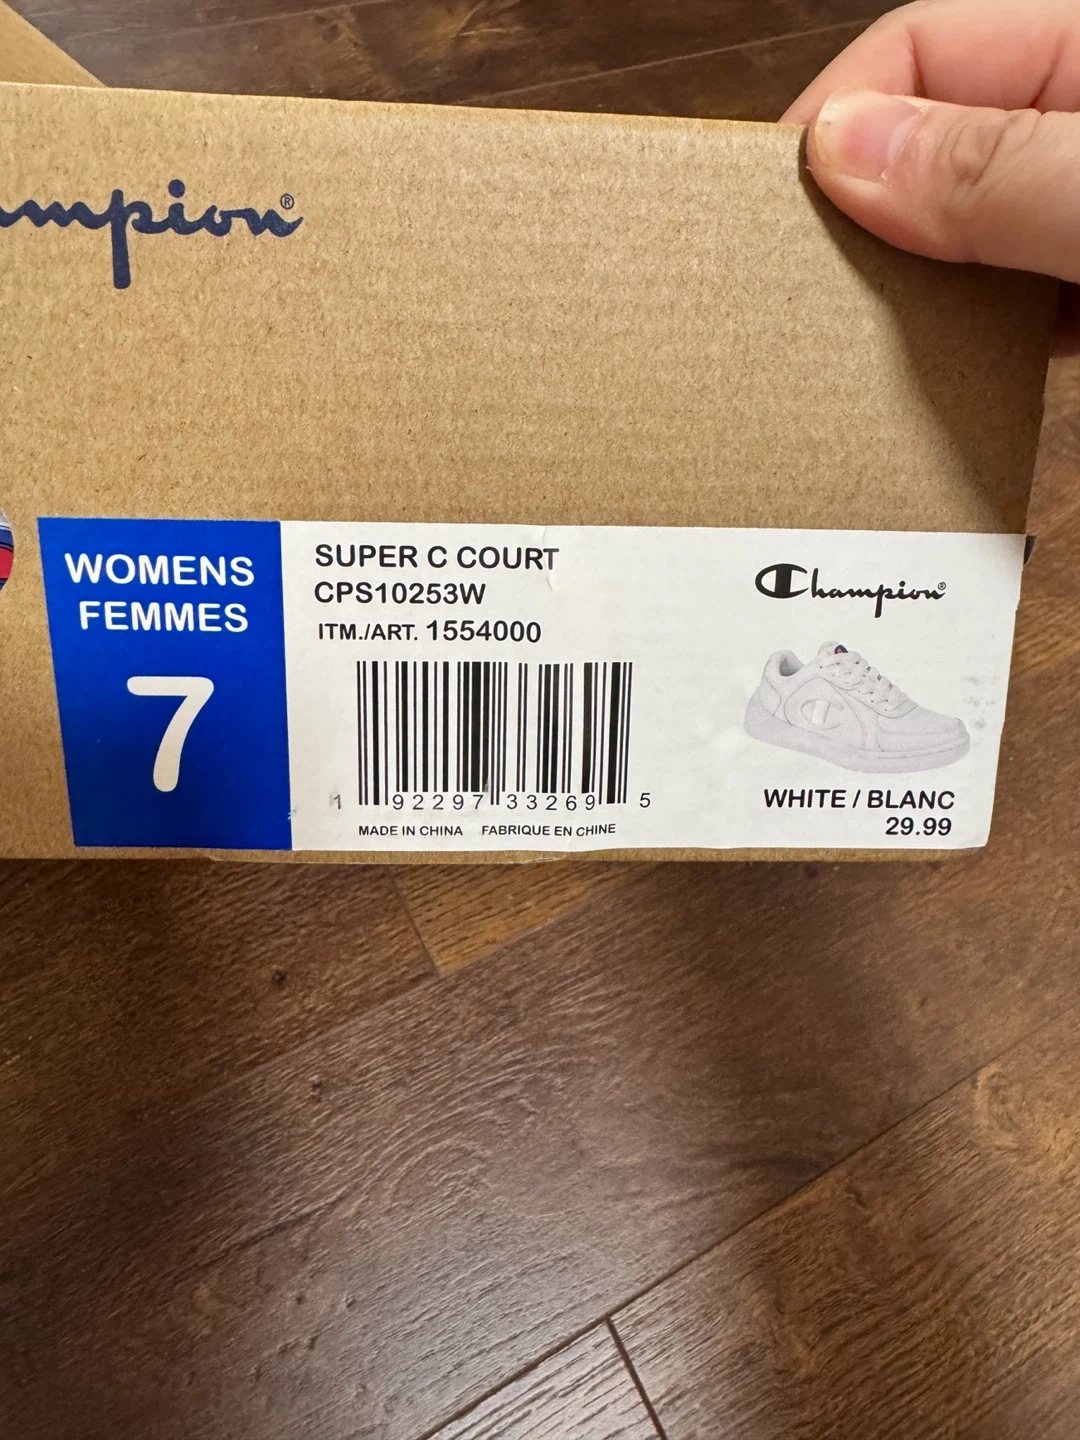 ampion®
WOMENS
FEMMES
7
SUPER C COURT
CPS10253W
ITM./ART. 1554000
1 92297 33269 5
MADE IN CHINA FABRIQUE EN CHINE
Champion®
WHITE / BLANC
29.99